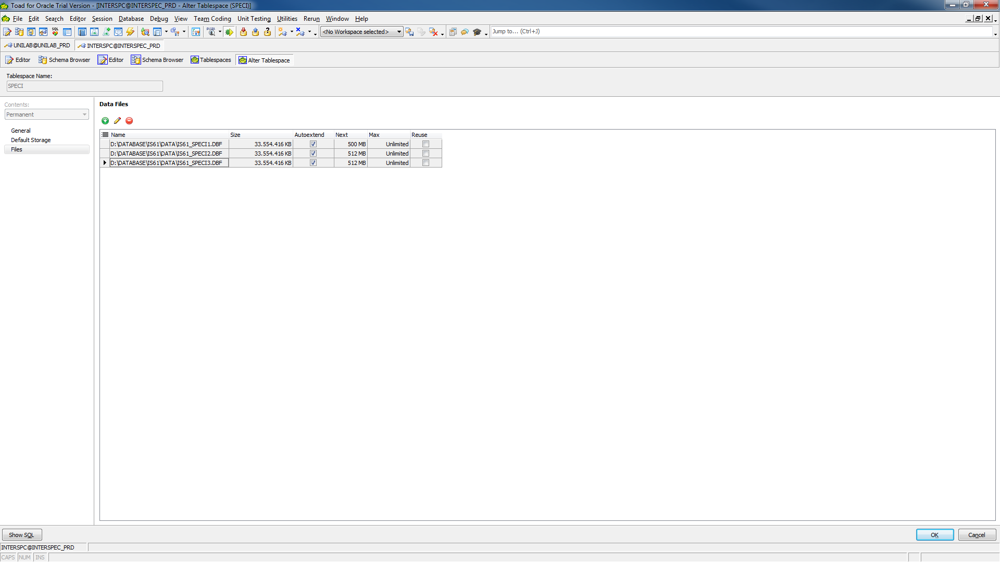 Toad for Oracle Trial Version - [INTERSPC@INTERSPEC_PRD - Alter Tablespace (SPECI)]
File Edit Search Editor Session Database Debug View Team Coding Unit Testing Utilities Rerun Window Help
<No Workspace selected> Jump to... (Ctrl+J)
UNILAB@UNILAB_PRD INTERSPC@INTERSPEC_PRD
Editor Schema Browser Editor Schema Browser Tablespaces Alter Tablespace
Tablespace Name:
SPECI
Contents:
Permanent
General
Default Storage
Files
Data Files
Name Size Autoextend Next Max Reuse
D:\DATABASE\IS61\DATA\IS61_SPECI1.DBF 33.554.416 KB 500 MB Unlimited
D:\DATABASE\IS61\DATA\IS61_SPECI2.DBF 33.554.416 KB 512 MB Unlimited
D:\DATABASE\IS61\DATA\IS61_SPECI3.DBF 33.554.416 KB 512 MB Unlimited
Show SQL OK Cancel
INTERSPC@INTERSPEC_PRD
CAPS NUM INS